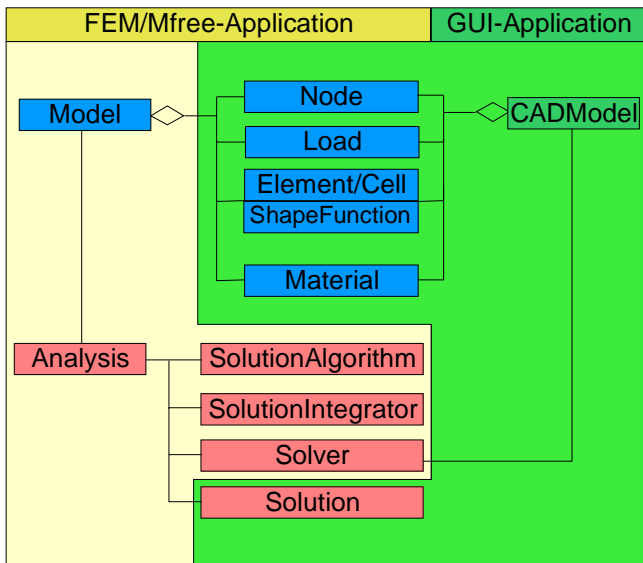 FEM/Mfree-Application
GUI-Application
Node
Model
CADModel
Load
Element/Cell
ShapeFunction
Material
Analysis
SolutionAlgorithm
SolutionIntegrator
Solver
Solution